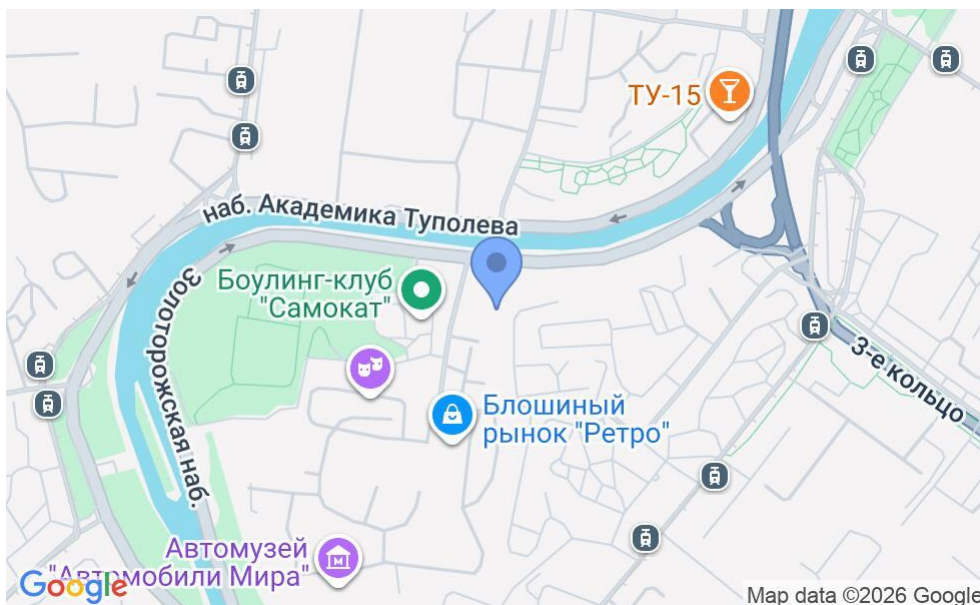 ТУ-15
наб. Академика Туполева
Боулинг-клуб
"Самокат"
Золоторожская наб.
3-е кольцо
Блошиный
рынок "Ретро"
Автомузей
"Автомобили Мира"
Google
Map data ©2026 Google